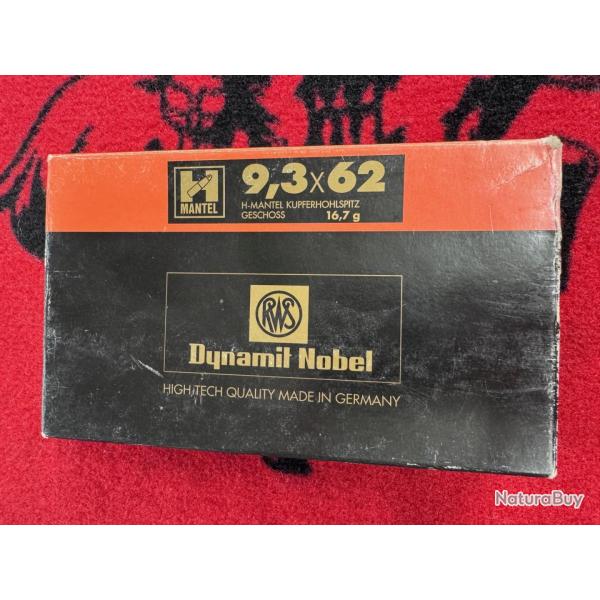 H
MANTEL
9,3x62
H-MANTEL KUPFERHOHLSPITZ
GESCHOSS 16,7 g
RWS
Dynamit Nobel
HIGH TECH QUALITY MADE IN GERMANY
NaturaBuy